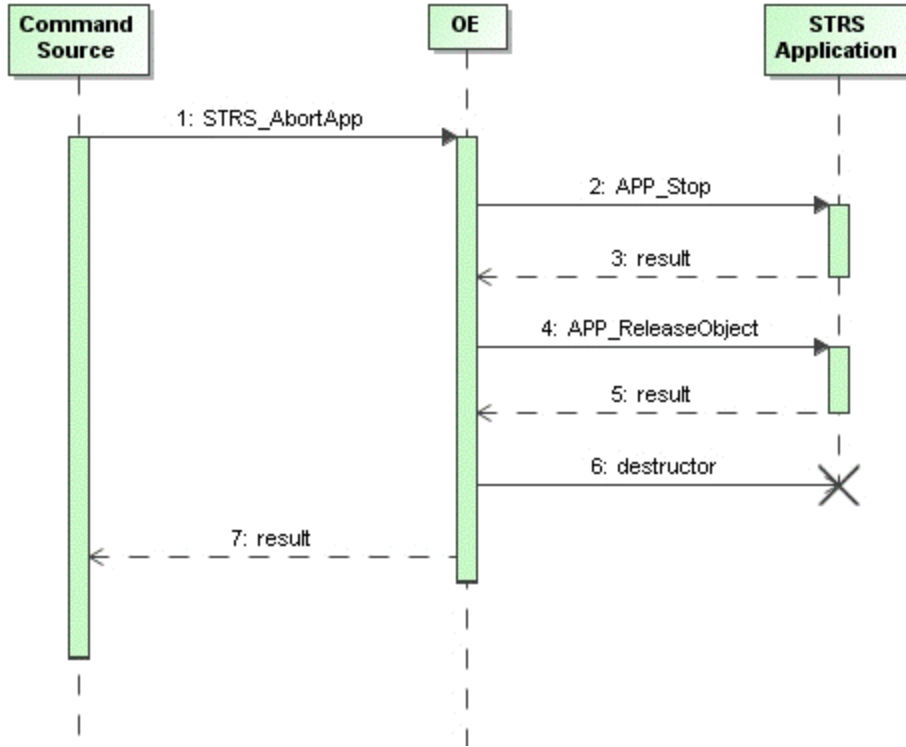 Command
Source
OE
STRS
Application
1: STRS_AbortApp
2: APP_Stop
3: result
4: APP_ReleaseObject
5: result
6: destructor
7: result